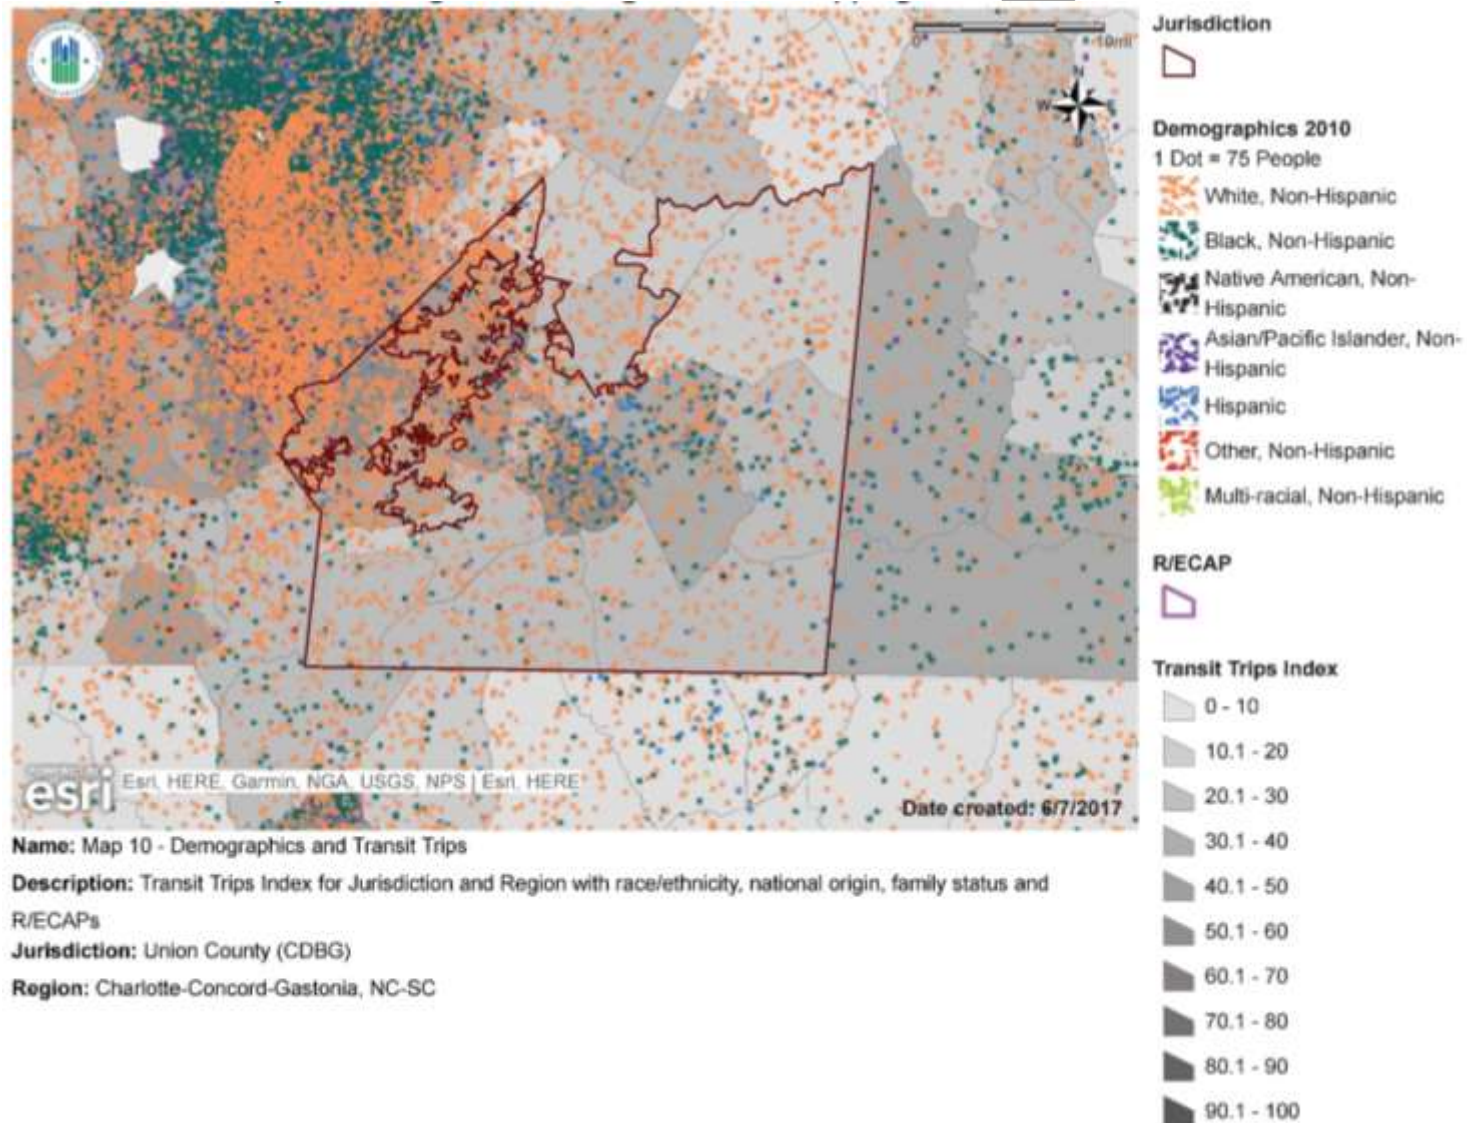 0
5
10mi
N
W
E
S
Esri, HERE, Garmin, NGA, USGS, NPS | Esri, HERE
esri
Date created: 6/7/2017
Name: Map 10 - Demographics and Transit Trips
Description: Transit Trips Index for Jurisdiction and Region with race/ethnicity, national origin, family status and
R/ECAPs
Jurisdiction: Union County (CDBG)
Region: Charlotte-Concord-Gastonia, NC-SC
Jurisdiction
Demographics 2010
1 Dot = 75 People
White, Non-Hispanic
Black, Non-Hispanic
Native American, Non-
Hispanic
Asian/Pacific Islander, Non-
Hispanic
Hispanic
Other, Non-Hispanic
Multi-racial, Non-Hispanic
R/ECAP
Transit Trips Index
0 - 10
10.1 - 20
20.1 - 30
30.1 - 40
40.1 - 50
50.1 - 60
60.1 - 70
70.1 - 80
80.1 - 90
90.1 - 100